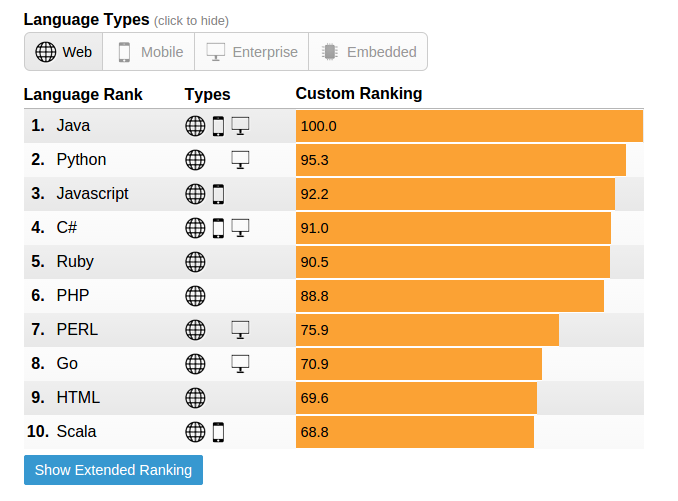 Language Types (click to hide)
Web Mobile Enterprise Embedded
Language Rank Types Custom Ranking
1. Java 100.0
2. Python 95.3
3. Javascript 92.2
4. C# 91.0
5. Ruby 90.5
6. PHP 88.8
7. PERL 75.9
8. Go 70.9
9. HTML 69.6
10. Scala 68.8
Show Extended Ranking